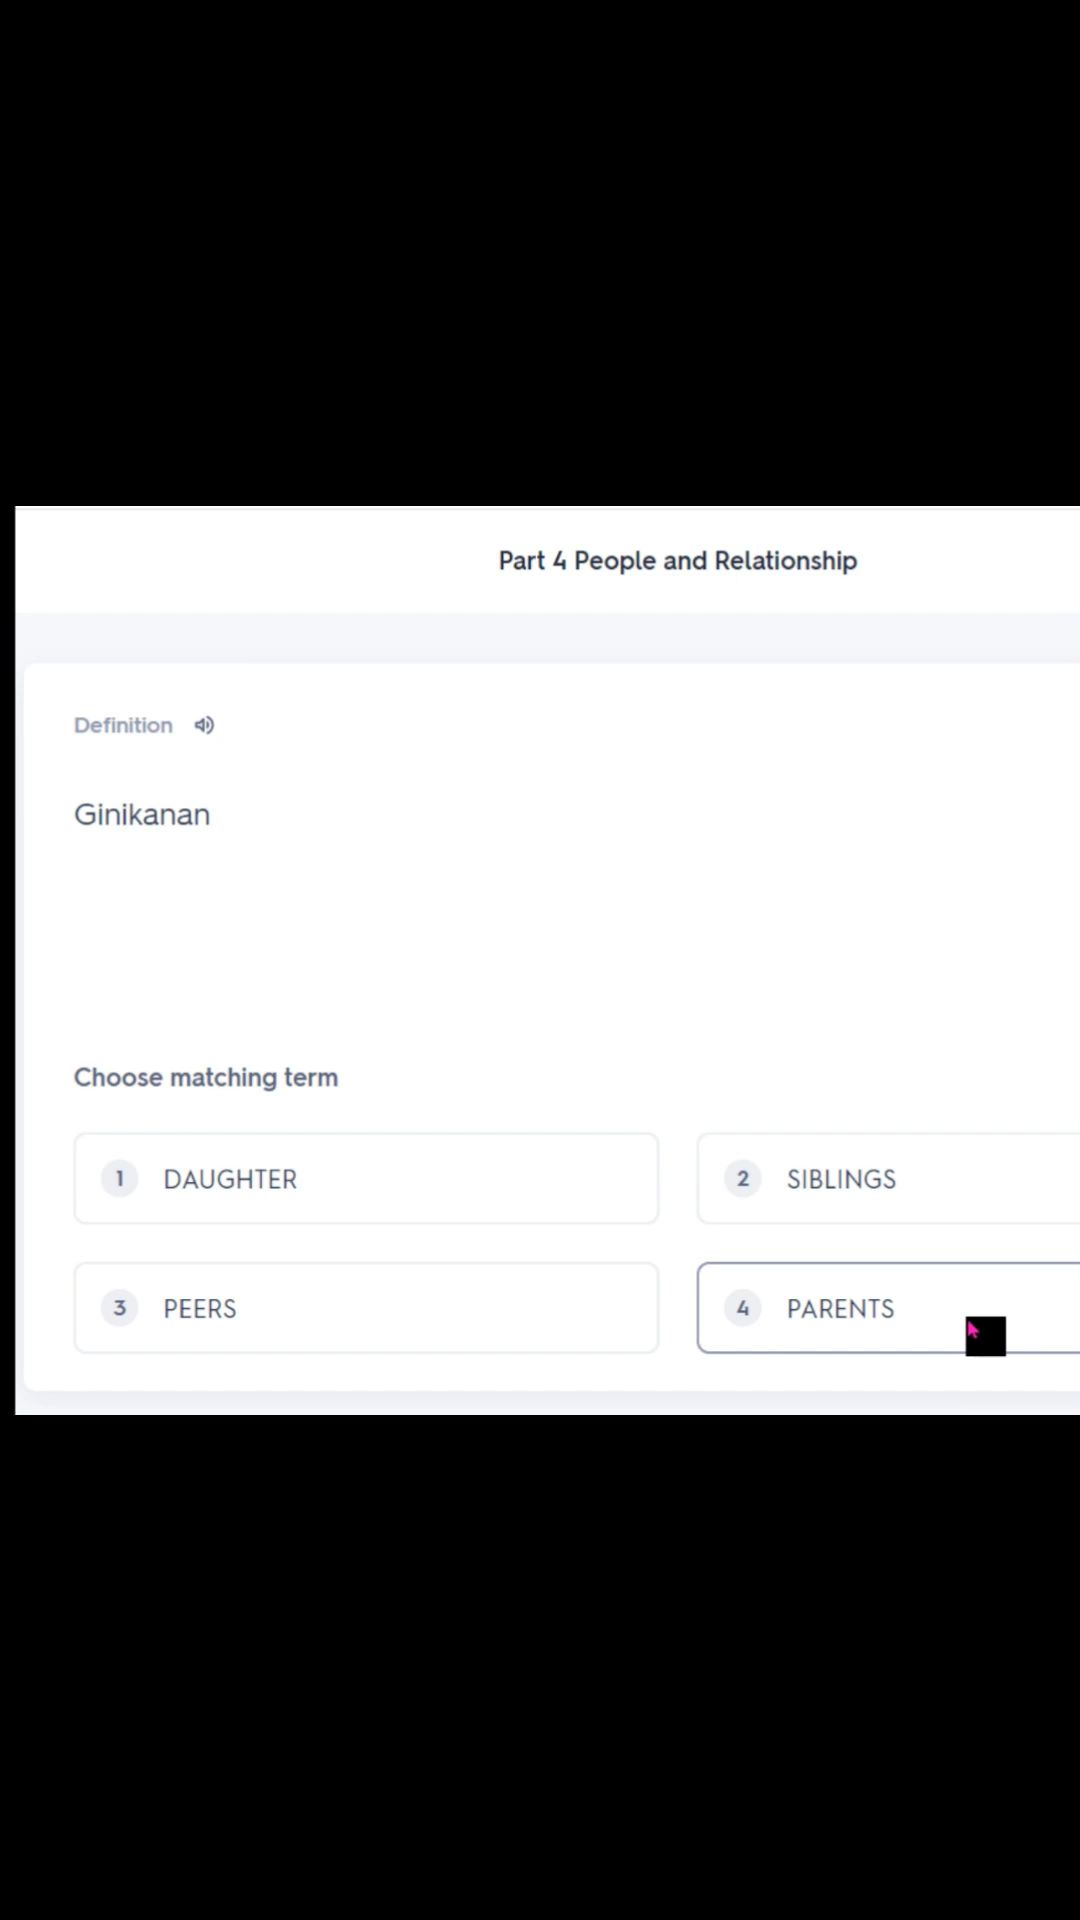 Part 4 People and Relationship
Definition
Ginikanan
Choose matching term
1 DAUGHTER
2 SIBLINGS
3 PEERS
4 PARENTS